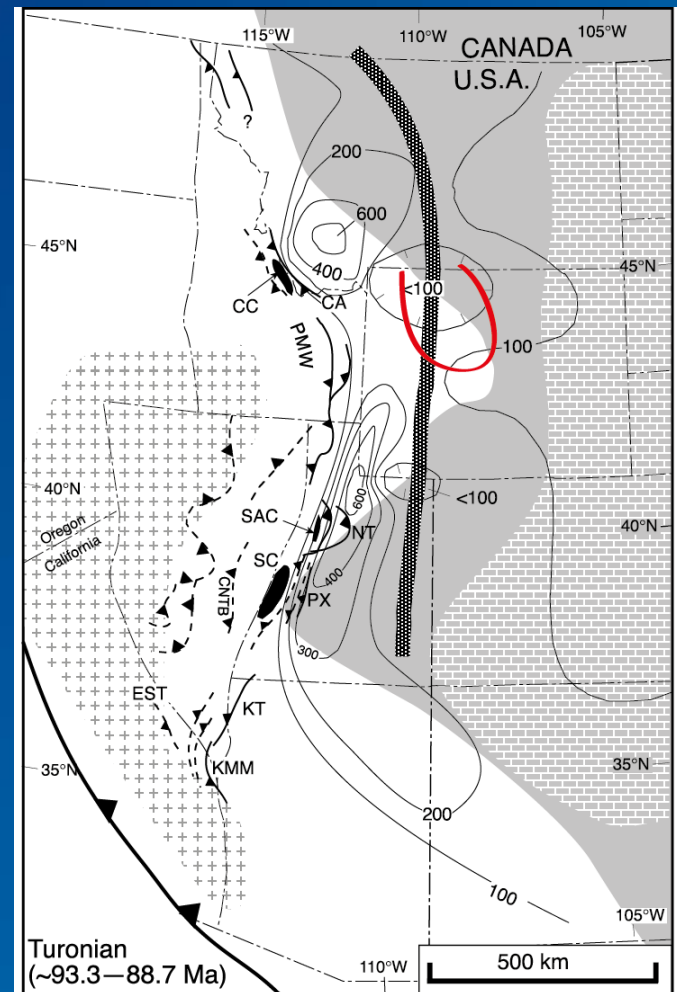 115°W
110°W
105°W
CANADA
U.S.A.
?
200
600
45°N
400
45°N
<100
CC
CA
PMW
100
40°N
600
<100
Oregon
California
SAC
NT
40°N
SC
400
CNTB
PX
300
EST
KT
35°N
KMM
35°N
200
100
105°W
Turonian
(~93.3—88.7 Ma)
110°W
500 km